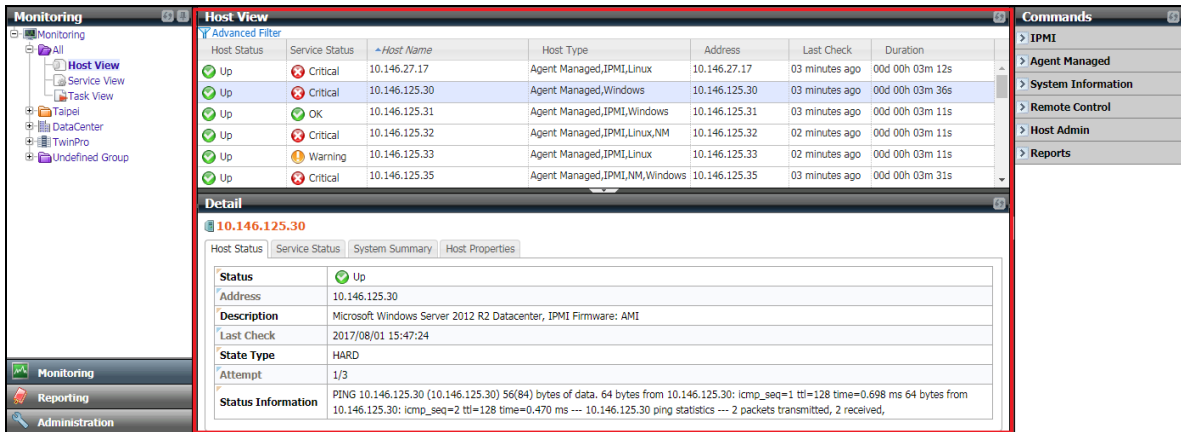 Monitoring
Monitoring
All
Host View
Service View
Task View
Taipei
DataCenter
TwinPro
Undefined Group
Monitoring
Reporting
Administration
Host View
Advanced Filter
Host Status Service Status Host Name Host Type Address Last Check Duration
Up Critical 10.146.27.17 Agent Managed,IPMI,Linux 10.146.27.17 03 minutes ago 00d 00h 03m 12s
Up Critical 10.146.125.30 Agent Managed,Windows 10.146.125.30 03 minutes ago 00d 00h 03m 36s
Up OK 10.146.125.31 Agent Managed,IPMI,Windows 10.146.125.31 03 minutes ago 00d 00h 03m 11s
Up Critical 10.146.125.32 Agent Managed,IPMI,Linux,NM 10.146.125.32 02 minutes ago 00d 00h 03m 11s
Up Warning 10.146.125.33 Agent Managed,IPMI,Linux 10.146.125.33 02 minutes ago 00d 00h 03m 11s
Up Critical 10.146.125.35 Agent Managed,IPMI,NM,Windows 10.146.125.35 03 minutes ago 00d 00h 03m 31s
Detail
10.146.125.30
Host Status Service Status System Summary Host Properties
Status Up
Address 10.146.125.30
Description Microsoft Windows Server 2012 R2 Datacenter, IPMI Firmware: AMI
Last Check 2017/08/01 15:47:24
State Type HARD
Attempt 1/3
Status Information PING 10.146.125.30 (10.146.125.30) 56(84) bytes of data. 64 bytes from 10.146.125.30: icmp_seq=1 ttl=128 time=0.698 ms 64 bytes from
10.146.125.30: icmp_seq=2 ttl=128 time=0.470 ms --- 10.146.125.30 ping statistics --- 2 packets transmitted, 2 received,
Commands
IPMI
Agent Managed
System Information
Remote Control
Host Admin
Reports